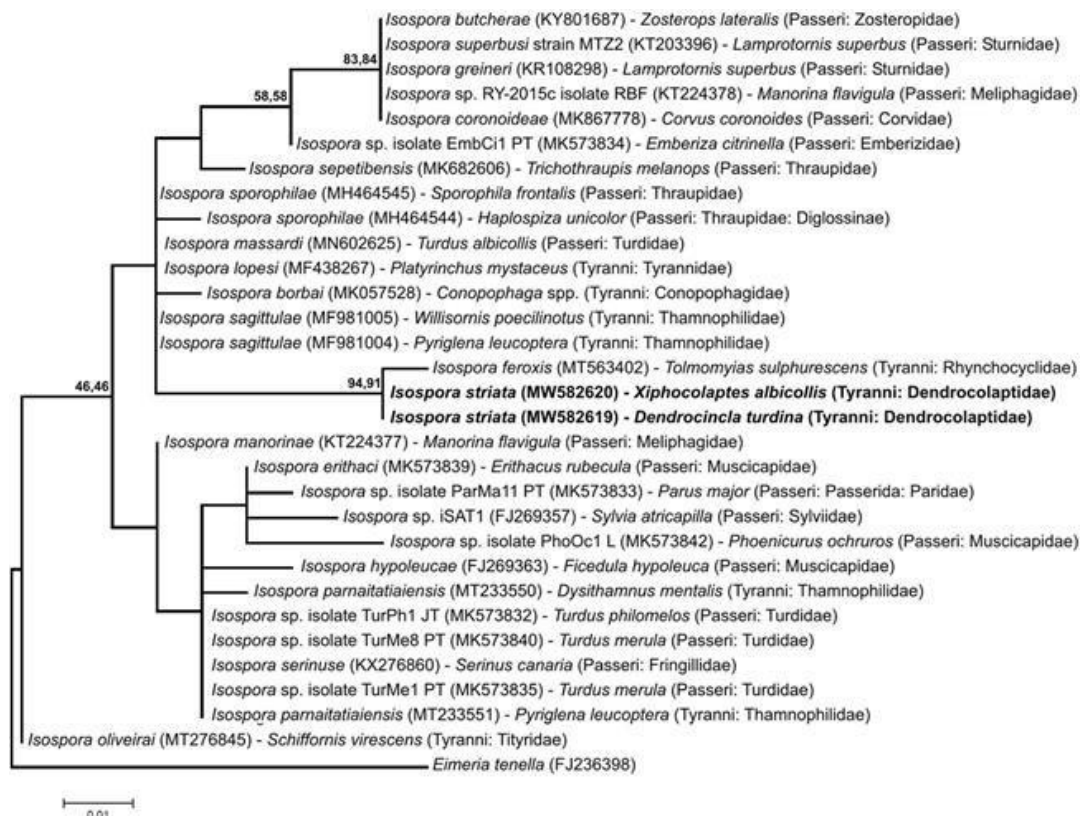 Isospora butcherae (KY801687) - Zosterops lateralis (Passeri: Zosteropidae)
Isospora superbusi strain MTZ2 (KT203396) - Lamprotornis superbus (Passeri: Sturnidae)
83,84
Isospora greineri (KR108298) - Lamprotornis superbus (Passeri: Sturnidae)
58,58
Isospora sp. RY-2015c isolate RBF (KT224378) - Manorina flavigula (Passeri: Meliphagidae)
Isospora coronoideae (MK867778) - Corvus coronoides (Passeri: Corvidae)
Isospora sp. isolate EmbCi1 PT (MK573834) - Emberiza citrinella (Passeri: Emberizidae)
Isospora sepetibensis (MK682606) - Trichothraupis melanops (Passeri: Thraupidae)
Isospora sporophilae (MH464545) - Sporophila frontalis (Passeri: Thraupidae)
Isospora sporophilae (MH464544) - Haplospiza unicolor (Passeri: Thraupidae: Diglossinae)
Isospora massardi (MN602625) - Turdus albicollis (Passeri: Turdidae)
Isospora lopesi (MF438267) - Platyrinchus mystaceus (Tyranni: Tyrannidae)
Isospora borbai (MK057528) - Conopophaga spp. (Tyranni: Conopophagidae)
Isospora sagittulae (MF981005) - Willisornis poecilinotus (Tyranni: Thamnophilidae)
Isospora sagittulae (MF981004) - Pyriglena leucoptera (Tyranni: Thamnophilidae)
Isospora feroxis (MT563402) - Tolmomyias sulphurescens (Tyranni: Rhynchocyclidae)
46,46
94,91
Isospora striata (MW582620) - Xiphocolaptes albicollis (Tyranni: Dendrocolaptidae)
Isospora striata (MW582619) - Dendrocincla turdina (Tyranni: Dendrocolaptidae)
Isospora manorinae (KT224377) - Manorina flavigula (Passeri: Meliphagidae)
Isospora erithaci (MK573839) - Erithacus rubecula (Passeri: Muscicapidae)
Isospora sp. isolate ParMa11 PT (MK573833) - Parus major (Passeri: Passerida: Paridae)
Isospora sp. iSAT1 (FJ269357) - Sylvia atricapilla (Passeri: Sylviidae)
Isospora sp. isolate PhoOc1 L (MK573842) - Phoenicurus ochruros (Passeri: Muscicapidae)
Isospora hypoleucae (FJ269363) - Ficedula hypoleuca (Passeri: Muscicapidae)
Isospora parnaitatiaiensis (MT233550) - Dysithamnus mentalis (Tyranni: Thamnophilidae)
Isospora sp. isolate TurPh1 JT (MK573832) - Turdus philomelos (Passeri: Turdidae)
Isospora sp. isolate TurMe8 PT (MK573840) - Turdus merula (Passeri: Turdidae)
Isospora serinuse (KX276860) - Serinus canaria (Passeri: Fringillidae)
Isospora sp. isolate TurMe1 PT (MK573835) - Turdus merula (Passeri: Turdidae)
Isospora parnaitatiaiensis (MT233551) - Pyriglena leucoptera (Tyranni: Thamnophilidae)
Isospora oliveirai (MT276845) - Schiffornis virescens (Tyranni: Tityridae)
Eimeria tenella (FJ236398)